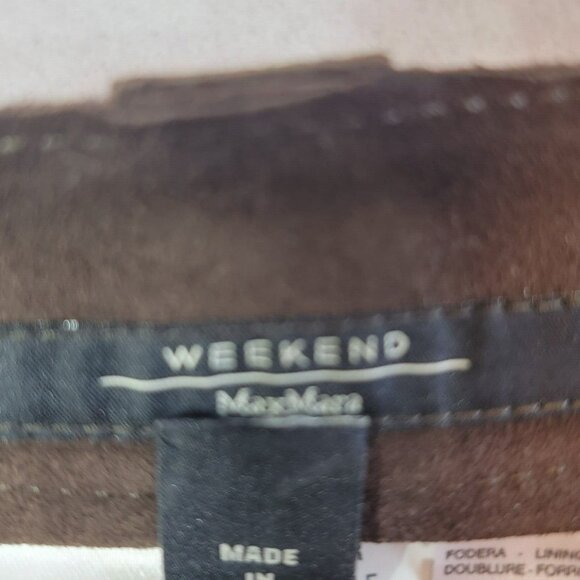 WEEKEND
MaxMara
MADE
IN
FODERA - LINING
DOUBLURE - FORR